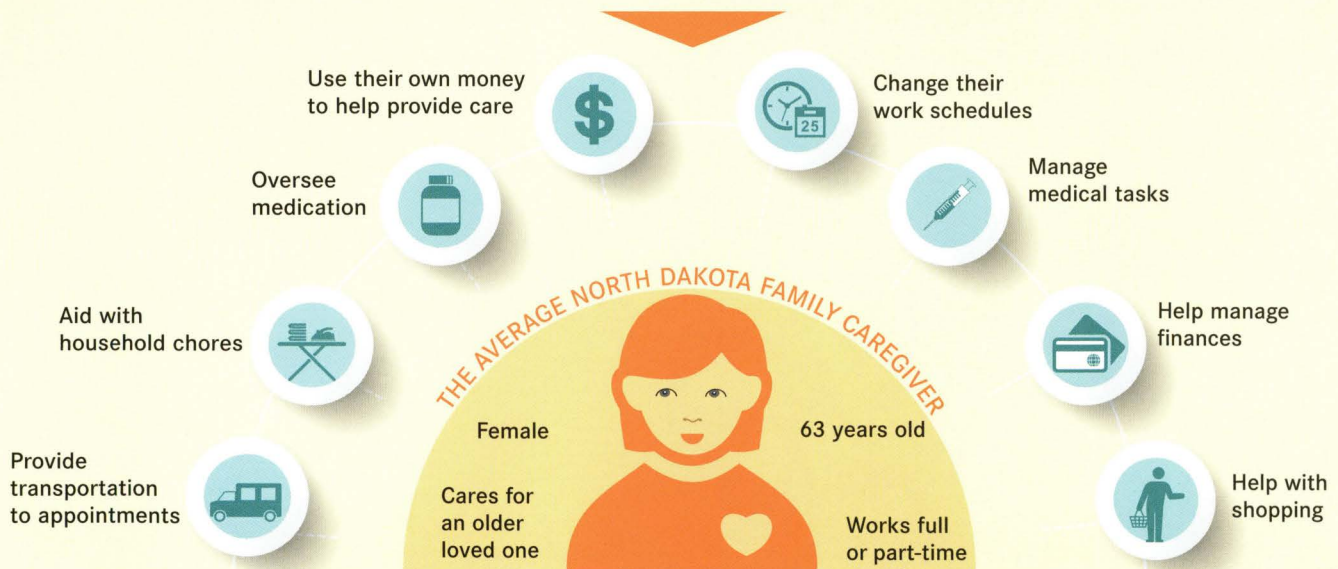 Use their own money
to help provide care
Change their
work schedules
25
Oversee
medication
Manage
medical tasks
Aid with
household chores
Help manage
finances
Provide
transportation
to appointments
Help with
shopping
THE AVERAGE NORTH DAKOTA FAMILY CAREGIVER
Female
63 years old
Cares for
an older
loved one
Works full
or part-time